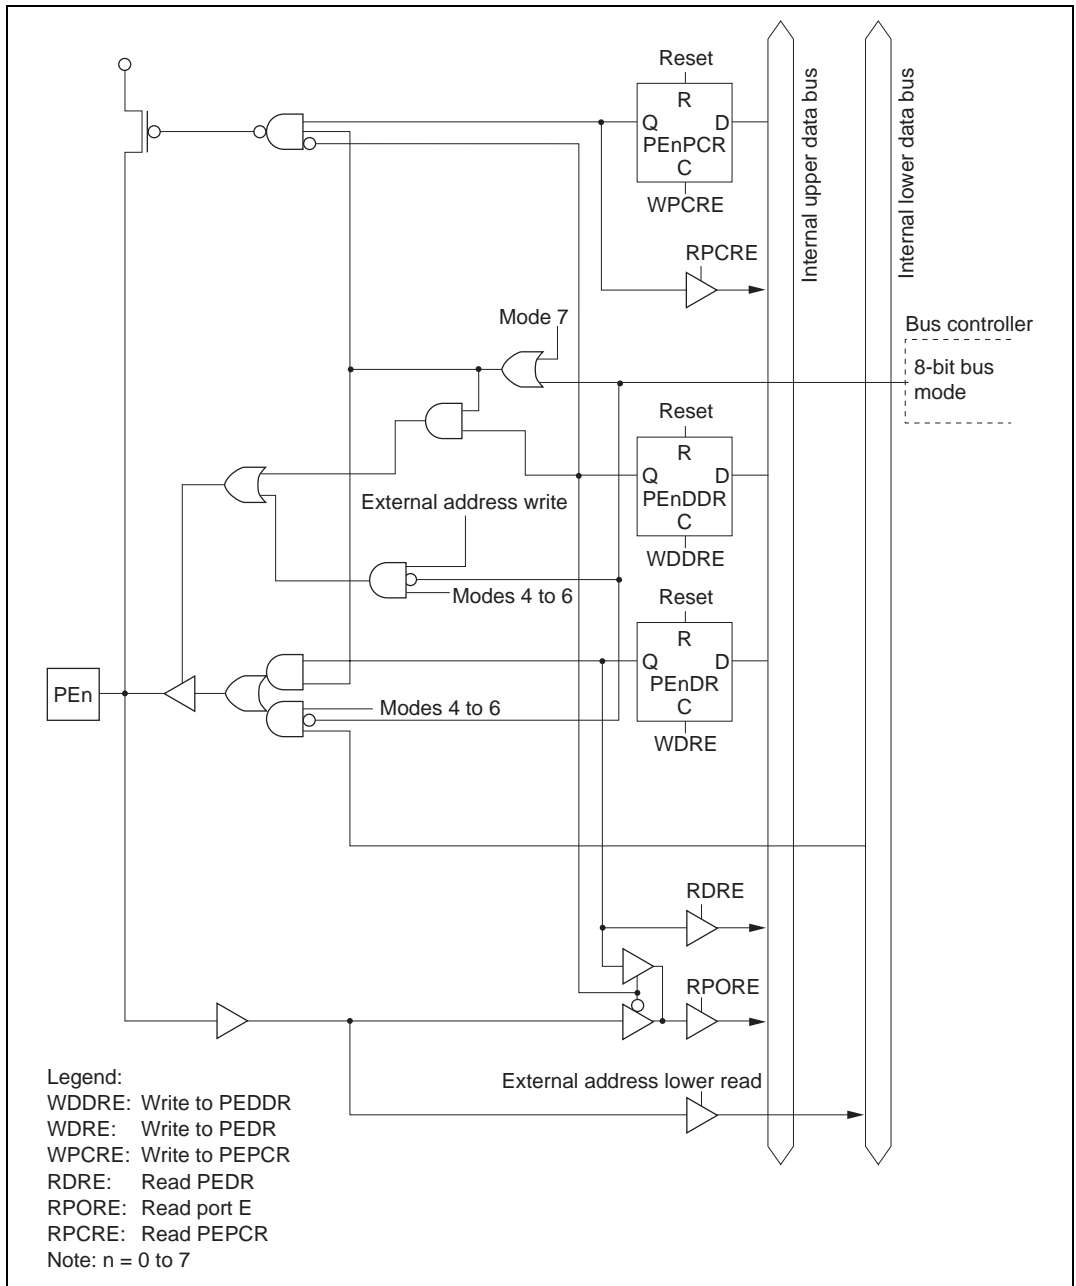 Reset
R
Q D
PEnPCR
C
WPCRE
Internal upper data bus
Internal lower data bus
RPCRE
Mode 7
Bus controller
8-bit bus
mode
Reset
R
Q D
PEnDDR
C
WDDRE
External address write
Modes 4 to 6
Reset
R
Q D
PEnDR
C
WDRE
PEn
Modes 4 to 6
RDRE
RPORE
External address lower read
Legend:
WDDRE: Write to PEDDR
WDRE: Write to PEDR
WPCRE: Write to PEPCR
RDRE: Read PEDR
RPORE: Read port E
RPCRE: Read PEPCR
Note: n = 0 to 7